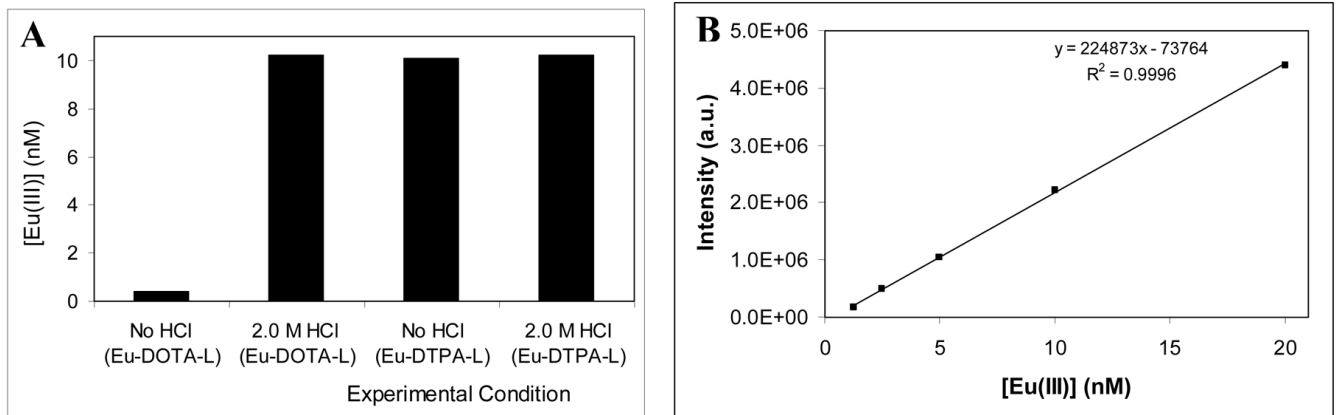 A
[Eu(III)] (nM)
10
8
6
4
2
0
No HCl
(Eu-DOTA-L)
2.0 M HCl
(Eu-DOTA-L)
No HCl
(Eu-DTPA-L)
2.0 M HCl
(Eu-DTPA-L)
Experimental Condition
B
y = 224873x - 73764
R² = 0.9996
Intensity (a.u.)
5.0E+06
4.0E+06
3.0E+06
2.0E+06
1.0E+06
0.0E+00
0 5 10 15 20
[Eu(III)] (nM)